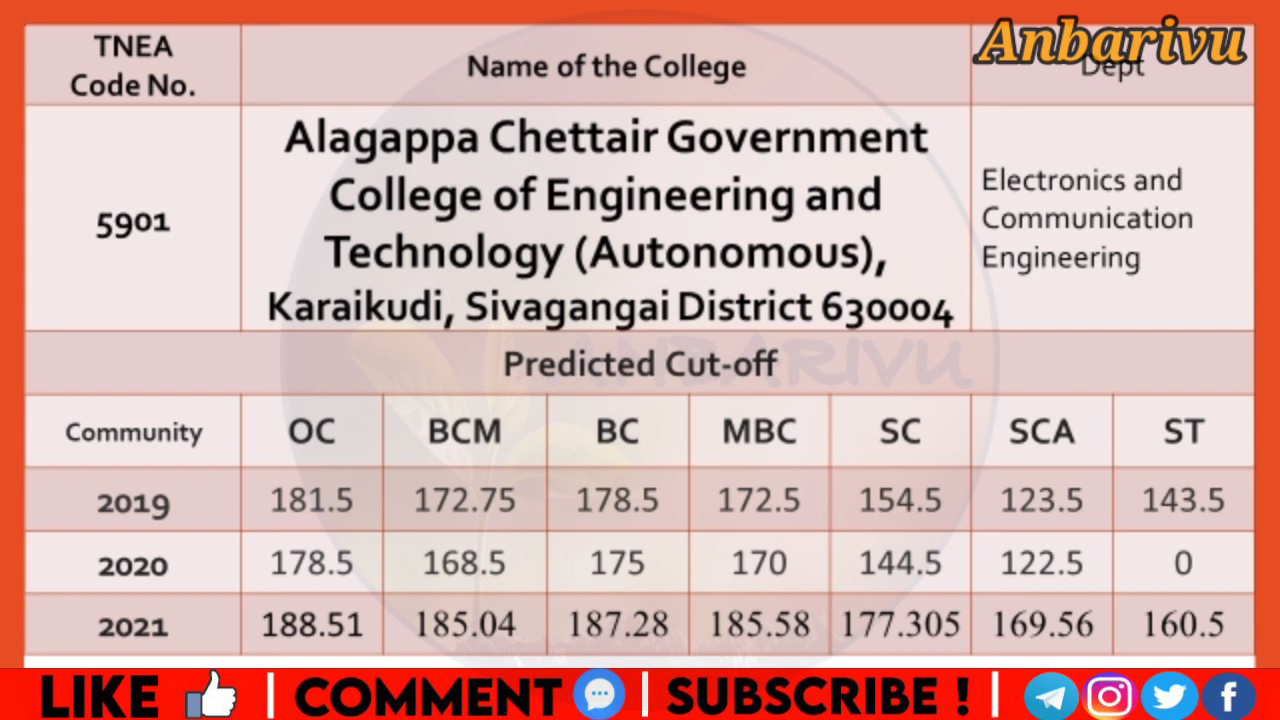 TNEA
Code No.
Name of the College
Anbarivu
Dept
5901
Alagappa Chettair Government
College of Engineering and
Technology (Autonomous),
Karaikudi, Sivagangai District 630004
Electronics and
Communication
Engineering
Predicted Cut-off
ANBARIVU
Community OC BCM BC MBC SC SCA ST
2019 181.5 172.75 178.5 172.5 154.5 123.5 143.5
2020 178.5 168.5 175 170 144.5 122.5 0
2021 188.51 185.04 187.28 185.58 177.305 169.56 160.5
LIKE | COMMENT | SUBSCRIBE ! |